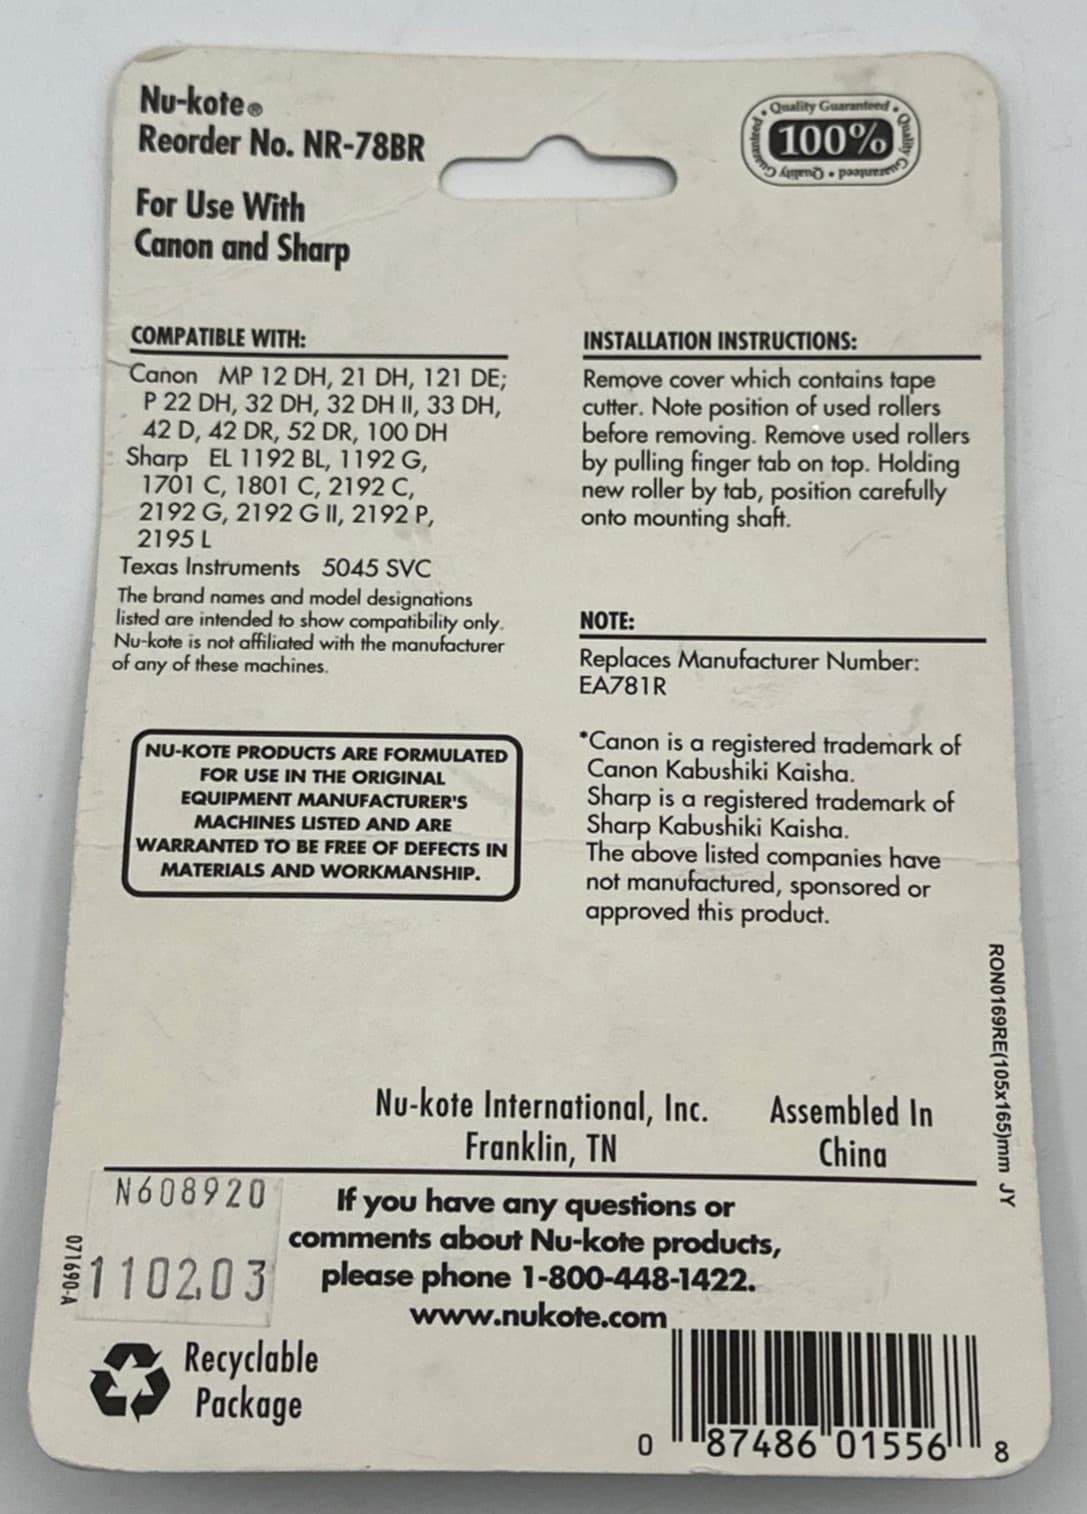 Nu-kote®
Reorder No. NR-78BR
For Use With
Canon and Sharp
Quality Guaranteed • Quality Guaranteed • Quality Guaranteed •
100%
COMPATIBLE WITH:
Canon MP 12 DH, 21 DH, 121 DE;
P 22 DH, 32 DH, 32 DH II, 33 DH,
42 D, 42 DR, 52 DR, 100 DH
Sharp EL 1192 BL, 1192 G,
1701 C, 1801 C, 2192 C,
2192 G, 2192 G II, 2192 P,
2195 L
Texas Instruments 5045 SVC
The brand names and model designations
listed are intended to show compatibility only.
Nu-kote is not affiliated with the manufacturer
of any of these machines.
NU-KOTE PRODUCTS ARE FORMULATED
FOR USE IN THE ORIGINAL
EQUIPMENT MANUFACTURER'S
MACHINES LISTED AND ARE
WARRANTED TO BE FREE OF DEFECTS IN
MATERIALS AND WORKMANSHIP.
INSTALLATION INSTRUCTIONS:
Remove cover which contains tape
cutter. Note position of used rollers
before removing. Remove used rollers
by pulling finger tab on top. Holding
new roller by tab, position carefully
onto mounting shaft.
NOTE:
Replaces Manufacturer Number:
EA781R
*Canon is a registered trademark of
Canon Kabushiki Kaisha.
Sharp is a registered trademark of
Sharp Kabushiki Kaisha.
The above listed companies have
not manufactured, sponsored or
approved this product.
RON0169RE(105x165)mm JY
Nu-kote International, Inc.
Franklin, TN
Assembled In
China
N608920
110203
071690-A
If you have any questions or
comments about Nu-kote products,
please phone 1-800-448-1422.
www.nukote.com
Recyclable
Package
0 87486 01556 8